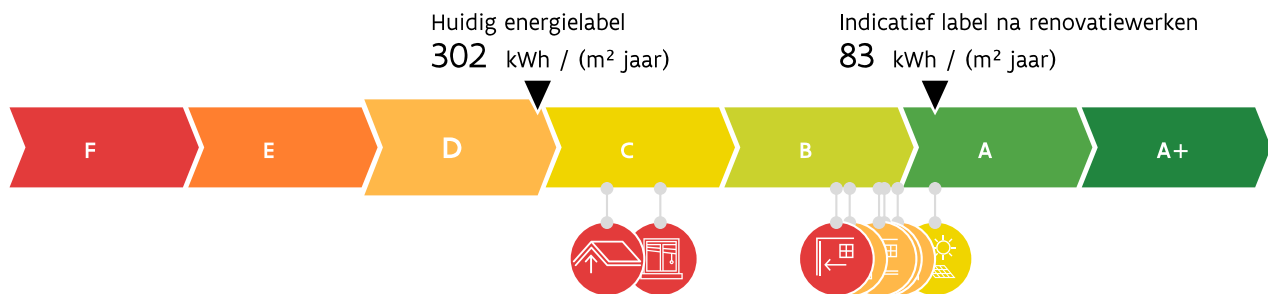 Huidig energielabel
302 kWh / (m² jaar)
Indicatief label na renovatiewerken
83 kWh / (m² jaar)
F E D C B A A+